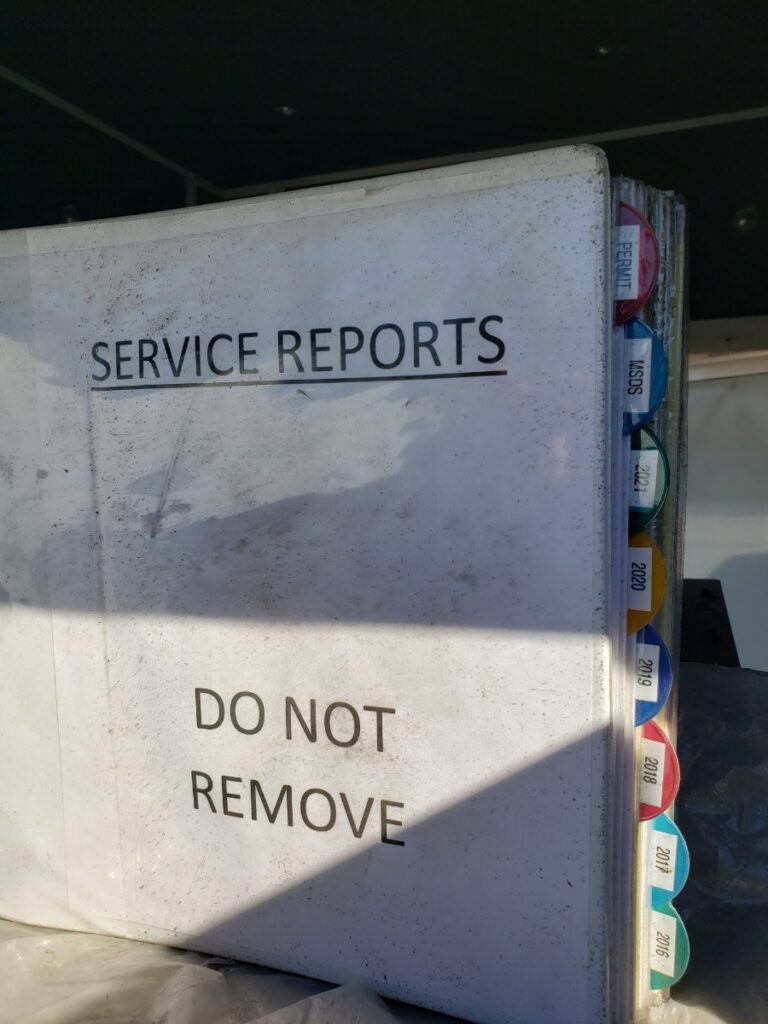 SERVICE REPORTS
DO NOT
REMOVE
PERMIT
MSDS
2021
2020
2019
2018
2017
2016